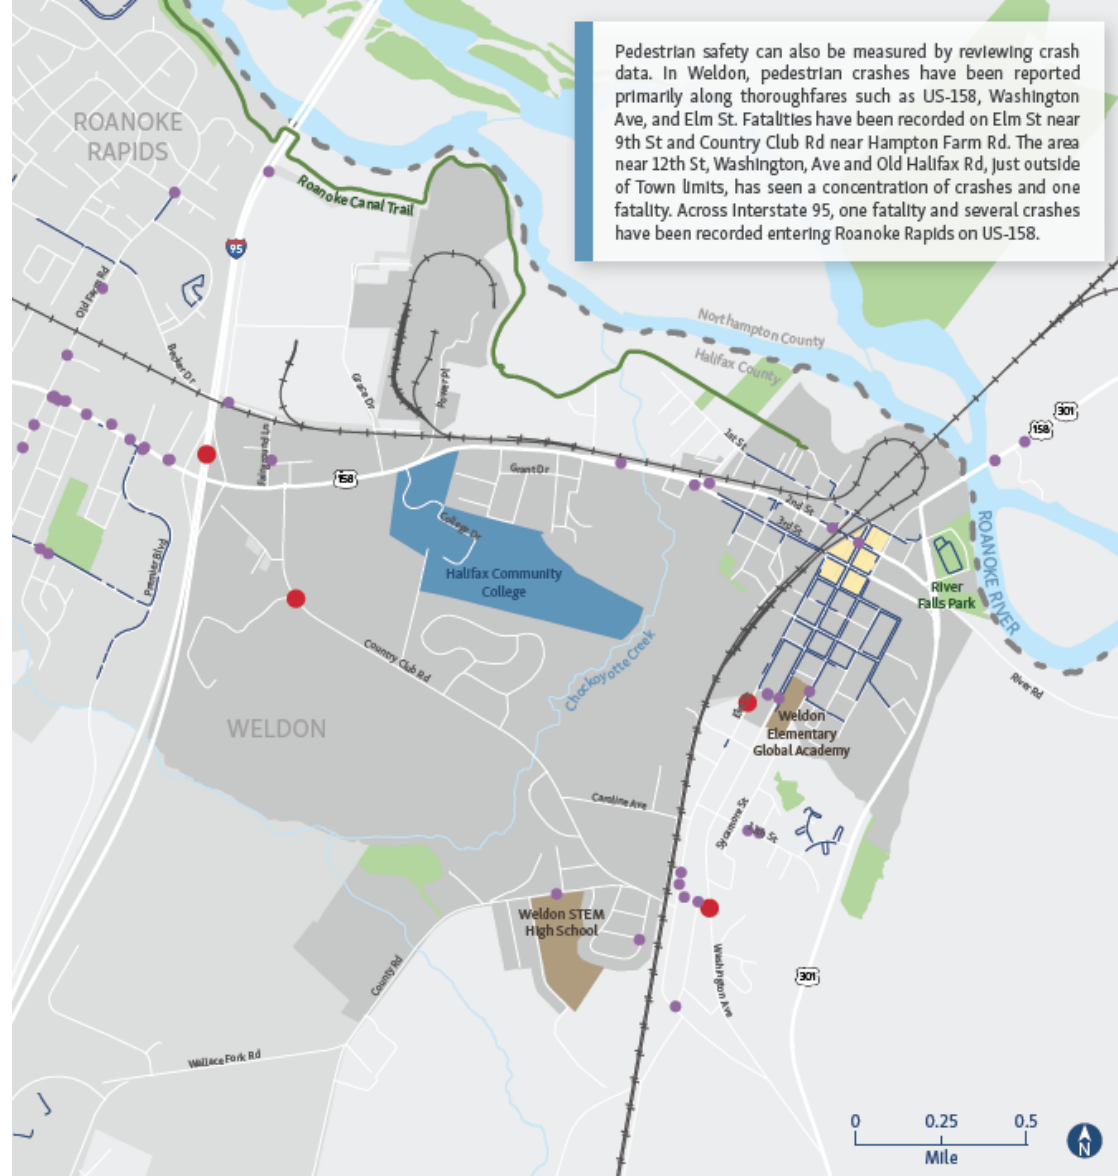 Pedestrian safety can also be measured by reviewing crash
data. In Weldon, pedestrian crashes have been reported
primarily along thoroughfares such as US-158, Washington
Ave, and Elm St. Fatalities have been recorded on Elm St near
9th St and Country Club Rd near Hampton Farm Rd. The area
near 12th St, Washington, Ave and Old Halifax Rd, just outside
of Town limits, has seen a concentration of crashes and one
fatality. Across Interstate 95, one fatality and several crashes
have been recorded entering Roanoke Rapids on US-158.
ROANOKE
RAPIDS
Roanoke Canal Trail
95
Old Farm Rd
Becker Dr
Grace Dr
Power Pl
Northampton County
Halifax County
301
158
1st St
Fairground Ln
158
Grant Dr
2nd St
3rd St
College Dr
ROANOKE RIVER
Premier Blvd
Halifax Community
College
River
Falls Park
Country Club Rd
Chockoyotte Creek
River Rd
WELDON
Weldon
Elementary
Global Academy
Caroline Ave
Sycamore St
Weldon STEM
High School
County Rd
Washington Ave
301
Wallace Fork Rd
0 0.25 0.5
Mile
N